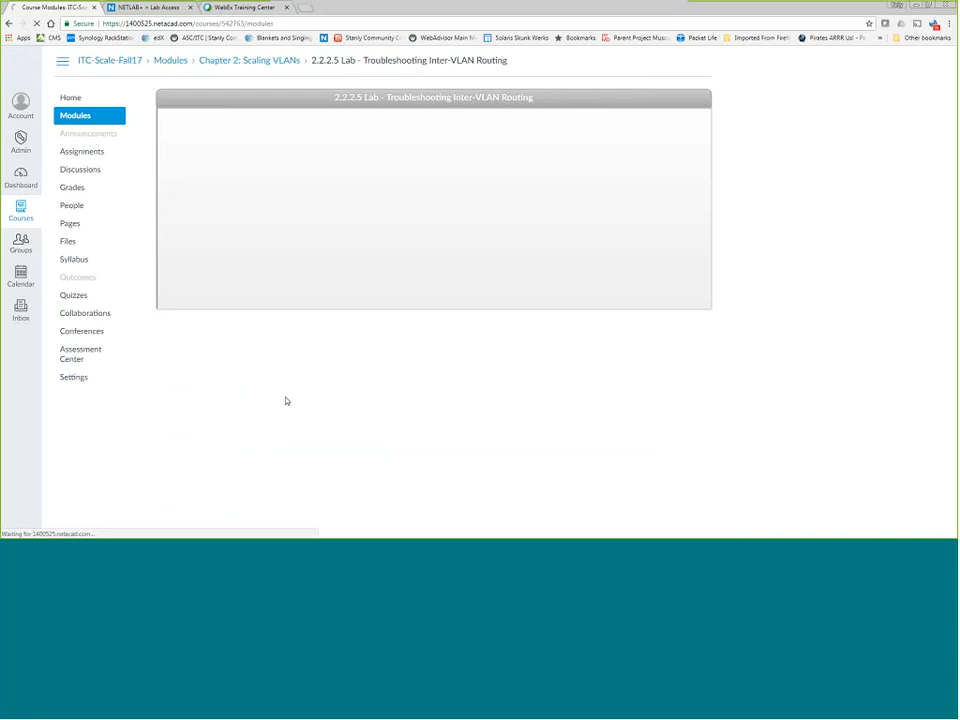 Course Modules: ITC-Sc
NETLAB+ > Lab Access
WebEx Training Center
Secure
https://1400525.netacad.com/courses/542763/modules
Apps
CMS
Synology RackStatio
edX
ASC/ITC | Stanly Con
Blankets and Singing
Stanly Community C
WebAdvisor Main M
Solaris Skunk Werks
Bookmarks
Parent Project Musc
Packet Life
Imported From Firef
Pirates ARRR Us! - Pa
»
Other bookmarks
ITC-Scale-Fall17 › Modules › Chapter 2: Scaling VLANs › 2.2.2.5 Lab - Troubleshooting Inter-VLAN Routing
Account
Admin
Dashboard
Courses
Groups
Calendar
Inbox
Home
Modules
Announcements
Assignments
Discussions
Grades
People
Pages
Files
Syllabus
Outcomes
Quizzes
Collaborations
Conferences
Assessment
Center
Settings
2.2.2.5 Lab - Troubleshooting Inter-VLAN Routing
Waiting for 1400525.netacad.com...